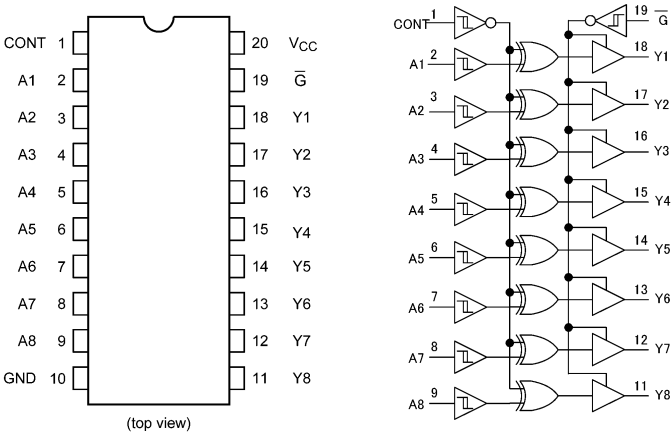 CONT 1 20 VCC
A1 2 19 G̅
A2 3 18 Y1
A3 4 17 Y2
A4 5 16 Y3
A5 6 15 Y4
A6 7 14 Y5
A7 8 13 Y6
A8 9 12 Y7
GND 10 11 Y8
(top view)
CONT 1 19 G̅
A1 2 18 Y1
A2 3 17 Y2
A3 4 16 Y3
A4 5 15 Y4
A5 6 14 Y5
A6 7 13 Y6
A7 8 12 Y7
A8 9 11 Y8